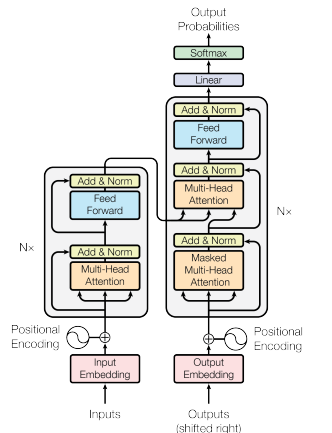 Output
Probabilities
Softmax
Linear
Add & Norm
Feed
Forward
Add & Norm
Multi-Head
Attention
Add & Norm
Masked
Multi-Head
Attention
N×
Add & Norm
Feed
Forward
N×
Add & Norm
Multi-Head
Attention
Positional
Encoding
Positional
Encoding
Input
Embedding
Output
Embedding
Inputs
Outputs
(shifted right)